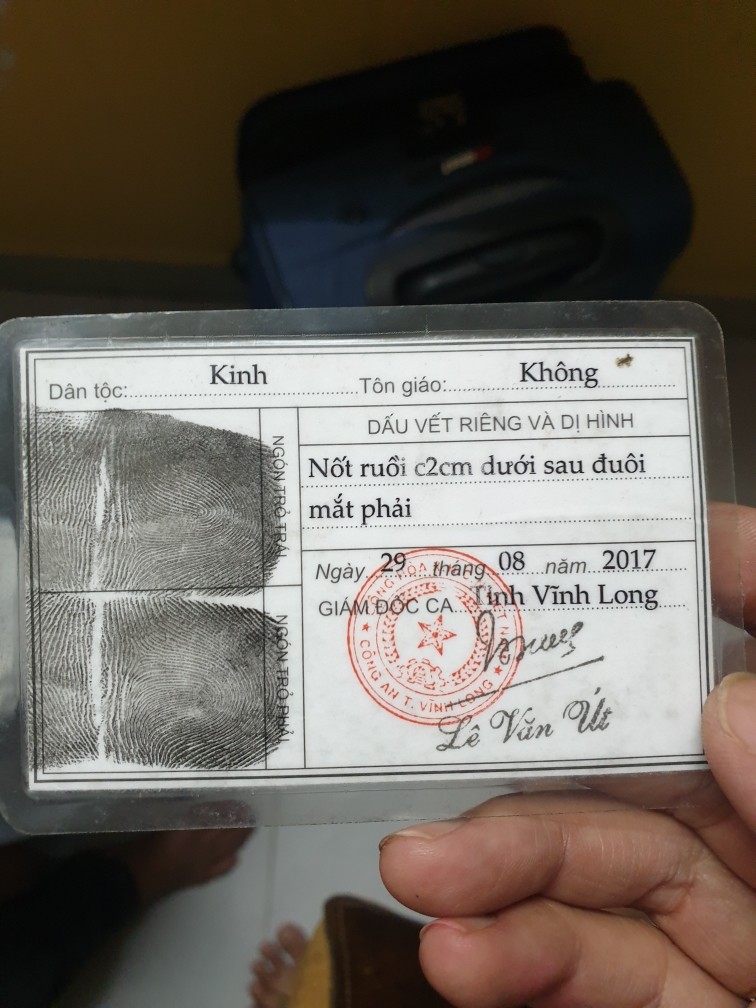 Dân tộc: Kinh Tôn giáo: Không
NGÓN TRỎ TRÁI
NGÓN TRỎ PHẢI
DẤU VẾT RIÊNG VÀ DỊ HÌNH
Nốt ruồi c2cm dưới sau đuôi
mắt phải
Ngày 29 tháng 08 năm 2017
GIÁM ĐỐC CA Tỉnh Vĩnh Long
CÔNG AN T. VĨNH LONG
Lê Văn Út